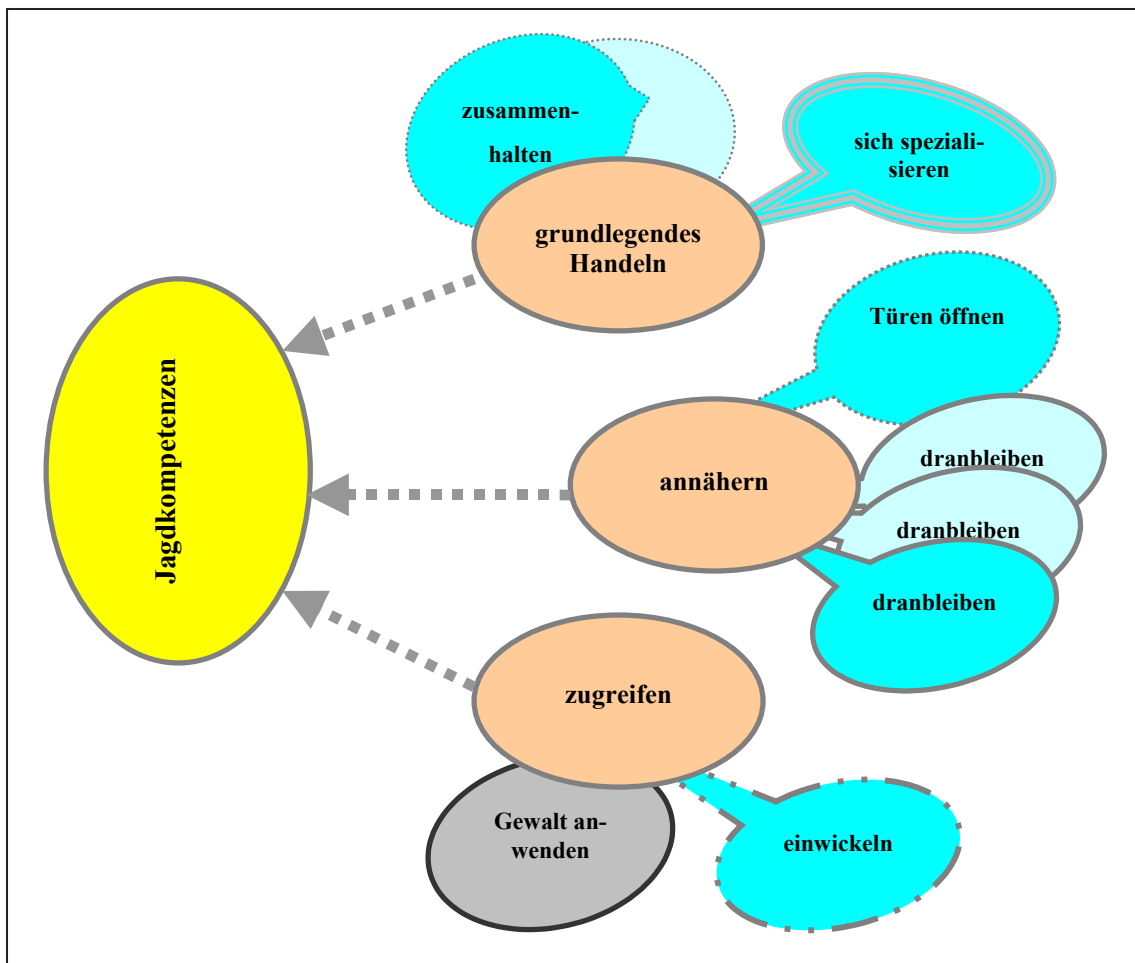 zusammen-
halten
sich speziali-
sieren
grundlegendes
Handeln
Türen öffnen
Jagdkompetenzen
annähern
dranbleiben
dranbleiben
dranbleiben
zugreifen
Gewalt an-
wenden
einwickeln